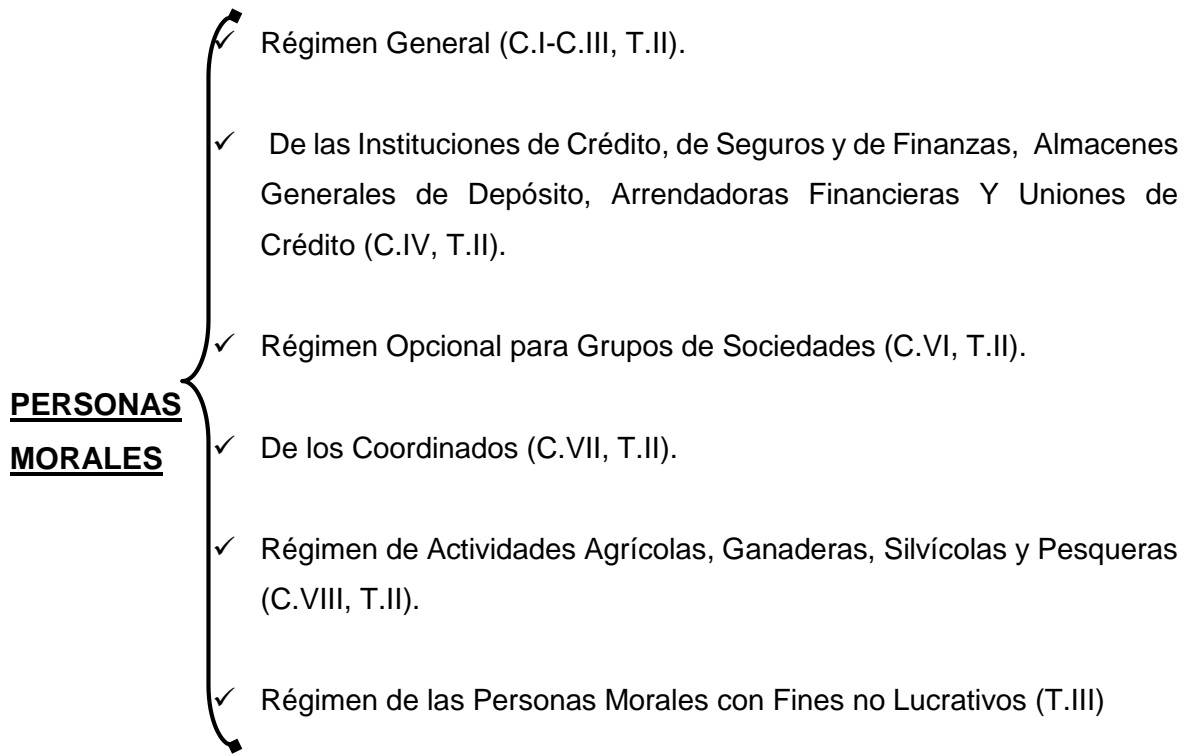 ✓ Régimen General (C.I-C.III, T.II).
✓ De las Instituciones de Crédito, de Seguros y de Finanzas, Almacenes
Generales de Depósito, Arrendadoras Financieras Y Uniones de
Crédito (C.IV, T.II).
✓ Régimen Opcional para Grupos de Sociedades (C.VI, T.II).
PERSONAS
MORALES
✓ De los Coordinados (C.VII, T.II).
✓ Régimen de Actividades Agrícolas, Ganaderas, Silvícolas y Pesqueras
(C.VIII, T.II).
✓ Régimen de las Personas Morales con Fines no Lucrativos (T.III)